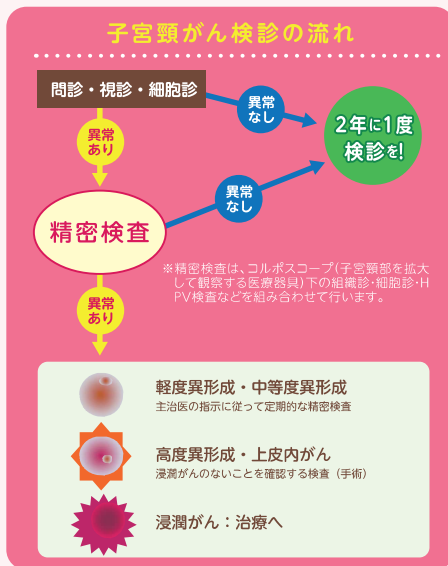 子宮頸がん検診の流れ
問診・視診・細胞診
異常
なし
2年に1度
検診を!
異常
あり
異常
なし
精密検査
※精密検査は、コルポスコープ(子宮頸部を拡大
して観察する医療器具)下の組織診・細胞診・H
PV検査などを組み合わせて行います。
異常
あり
軽度異形成・中等度異形成
主治医の指示に従って定期的な精密検査
高度異形成・上皮内がん
浸潤がんのないことを確認する検査（手術）
浸潤がん：治療へ